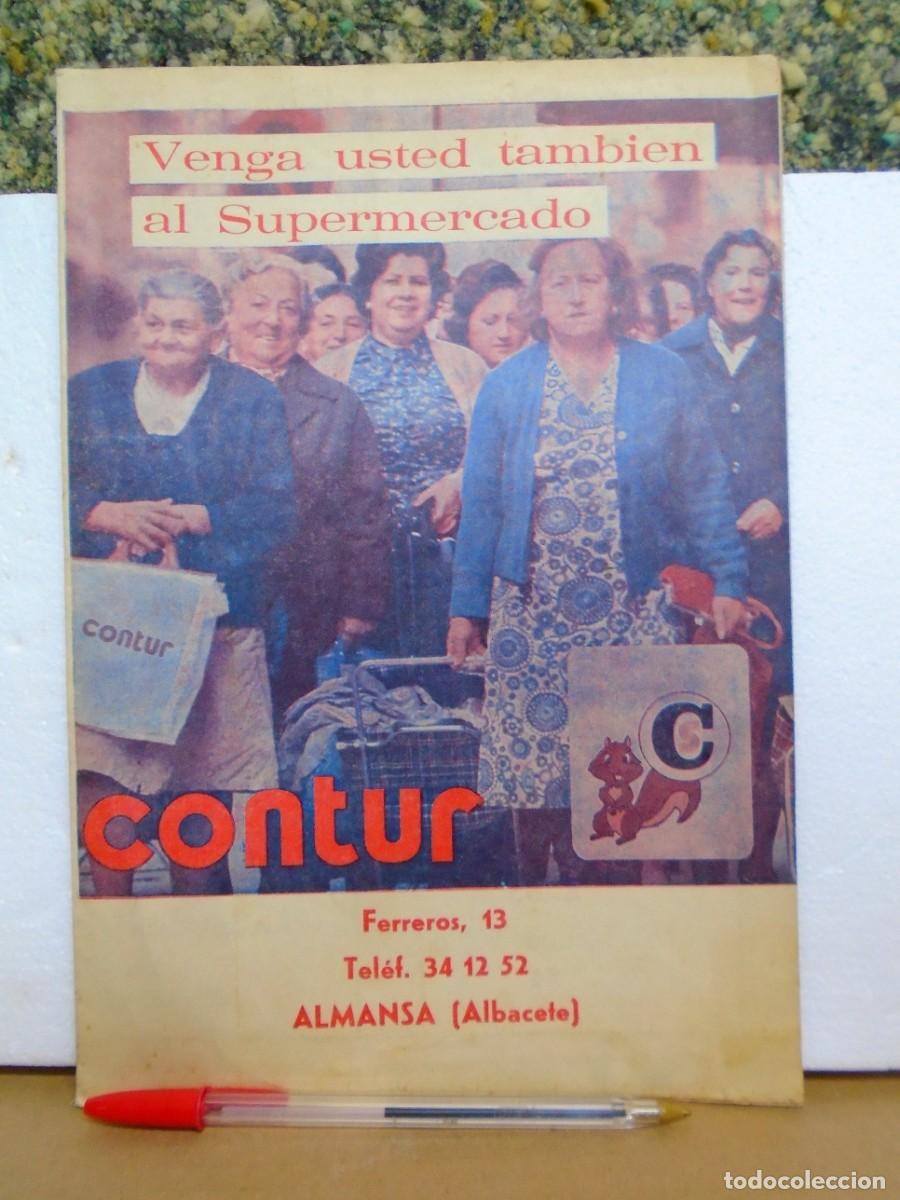 Venga usted tambien
al Supermercado
contur
C
contur
Ferreros, 13
Teléf. 34 12 52
ALMANSA (Albacete)
todocoleccion